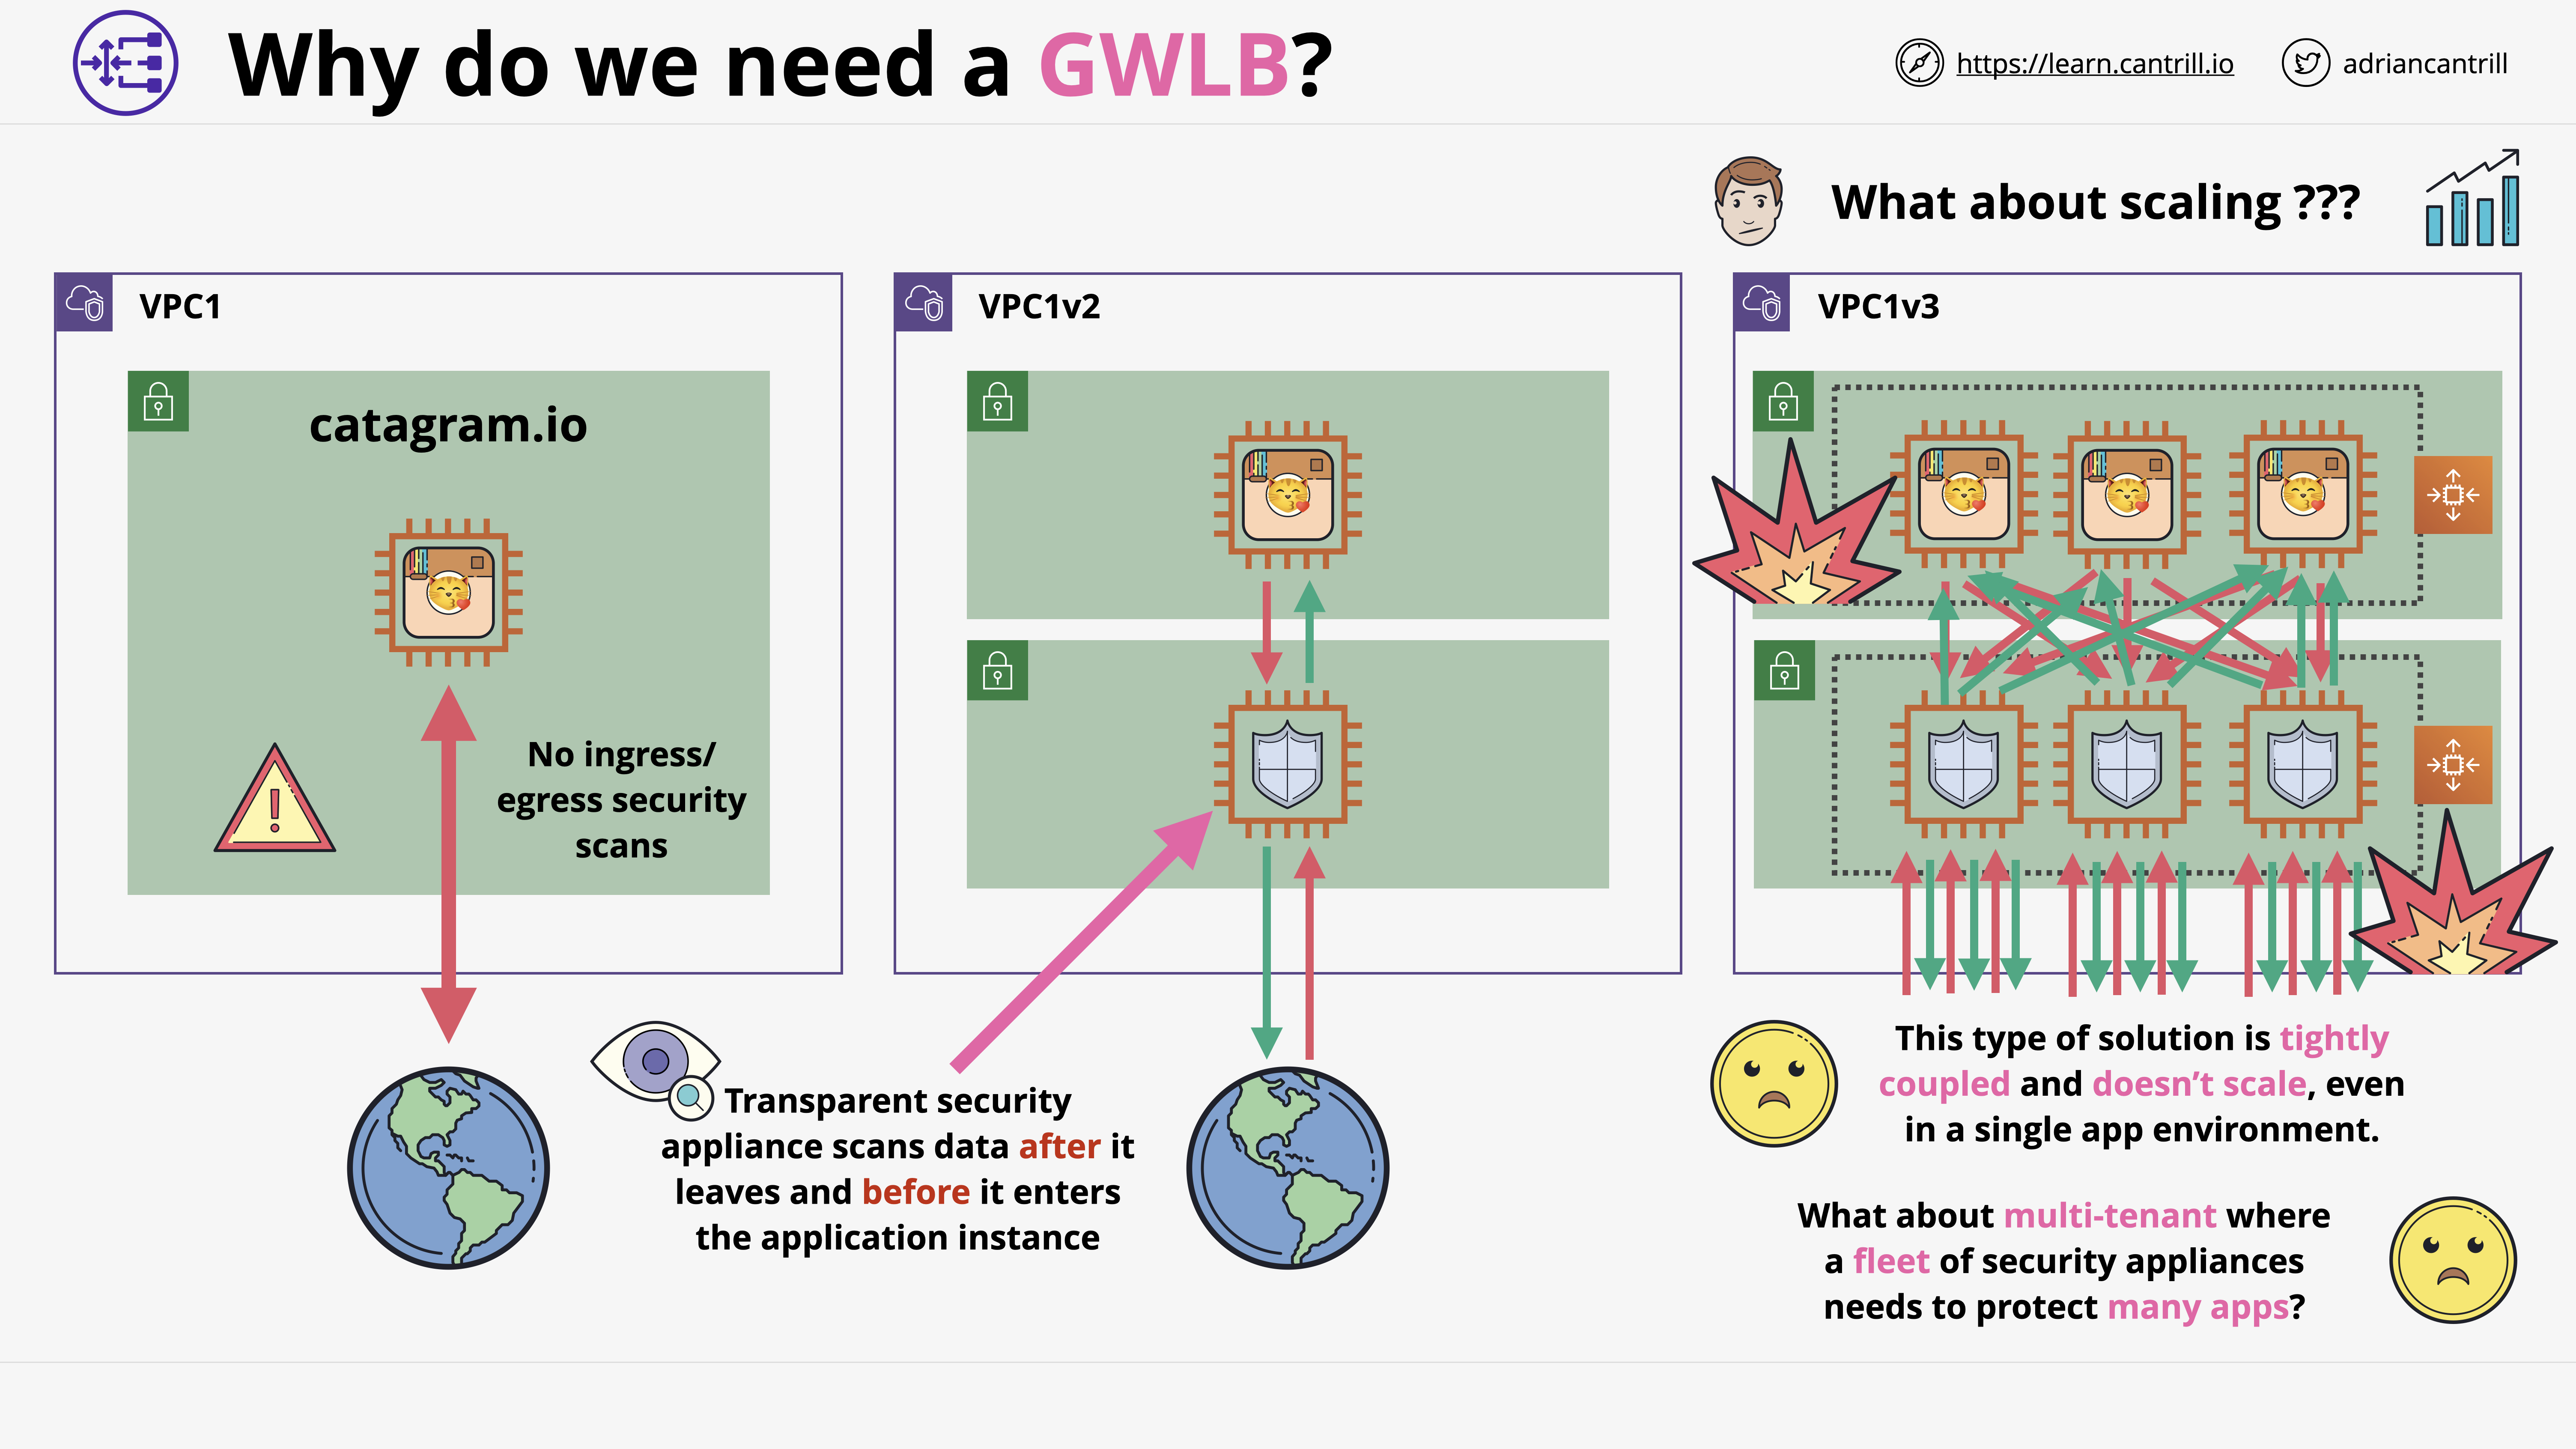 Why do we need a GWLB?
https://learn.cantrill.io
adriancantrill
What about scaling ???
VPC1
catagram.io
No ingress/
egress security
scans
VPC1v2
Transparent security
appliance scans data after it
leaves and before it enters
the application instance
VPC1v3
This type of solution is tightly
coupled and doesn’t scale, even
in a single app environment.
What about multi-tenant where
a fleet of security appliances
needs to protect many apps?